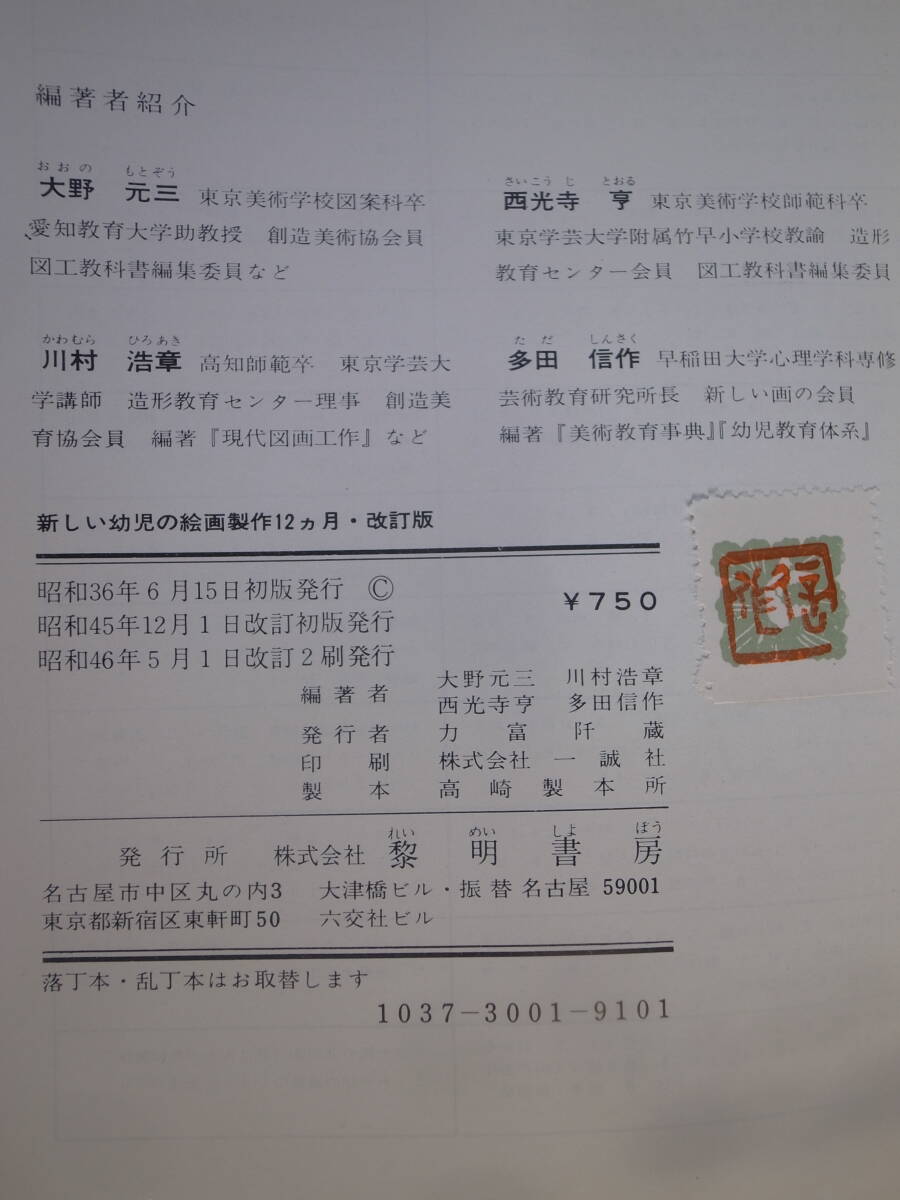 編著者紹介
おおの もとぞう
大野 元三 東京美術学校図案科卒
愛知教育大学助教授 創造美術協会員
図工教科書編集委員など
さいこうじ とおる
西光寺 亨 東京美術学校師範科卒
東京学芸大学附属竹早小学校教諭 造形
教育センター会員 図工教科書編集委員
かわむら ひろあき
川村 浩章 高知師範卒 東京学芸大
学講師 造形教育センター理事 創造美
育協会員 編著『現代図画工作』など
ただ しんさく
多田 信作 早稲田大学心理学科専修
芸術教育研究所長 新しい画の会員
編著『美術教育事典』『幼児教育体系』
新しい幼児の絵画製作12ヵ月・改訂版
昭和36年6月15日初版発行 ©
昭和45年12月1日改訂初版発行
昭和46年5月1日改訂2刷発行
¥750
編著者 大野元三 川村浩章
西光寺亨 多田信作
発行者 力富阡蔵
印刷 株式会社 一誠社
製本 高崎製本所
発行所 株式会社 黎明書房
れい めい しよ ぼう
名古屋市中区丸の内3 大津橋ビル・振替 名古屋 59001
東京都新宿区東軒町50 六交社ビル
落丁本・乱丁本はお取替します
1037-3001-9101